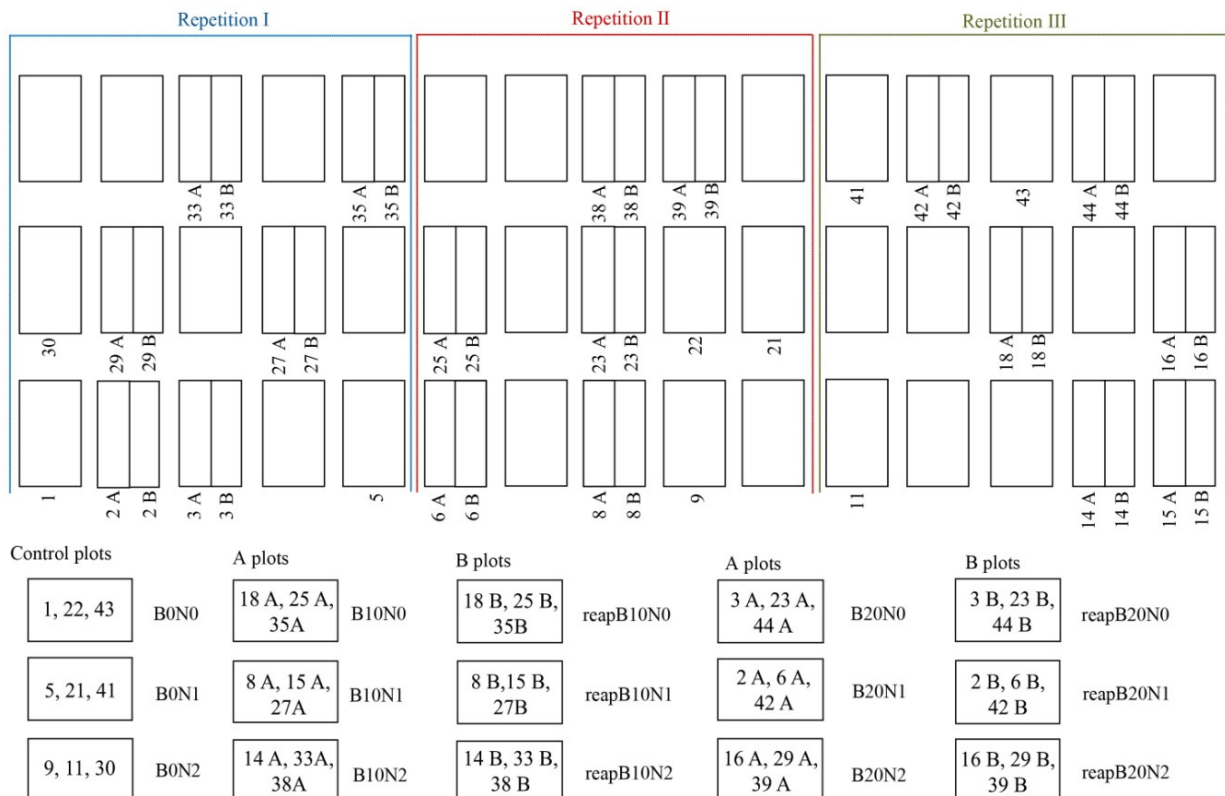 Repetition I
Repetition II
Repetition III
33 A
33 B
35 A
35 B
38 A
38 B
39 A
39 B
41
42 A
42 B
43
44 A
44 B
30
29 A
29 B
27 A
27 B
25 A
25 B
23 A
23 B
22
21
18 A
18 B
16 A
16 B
1
2 A
2 B
3 A
3 B
5
6 A
6 B
8 A
8 B
9
11
14 A
14 B
15 A
15 B
Control plots
A plots
B plots
A plots
B plots
1, 22, 43
B0N0
18 A, 25 A,
35A
B10N0
18 B, 25 B,
35B
reapB10N0
3 A, 23 A,
44 A
B20N0
3 B, 23 B,
44 B
reapB20N0
5, 21, 41
B0N1
8 A, 15 A,
27A
B10N1
8 B,15 B,
27B
reapB10N1
2 A, 6 A,
42 A
B20N1
2 B, 6 B,
42 B
reapB20N1
9, 11, 30
B0N2
14 A, 33A,
38A
B10N2
14 B, 33 B,
38 B
reapB10N2
16 A, 29 A,
39 A
B20N2
16 B, 29 B,
39 B
reapB20N2